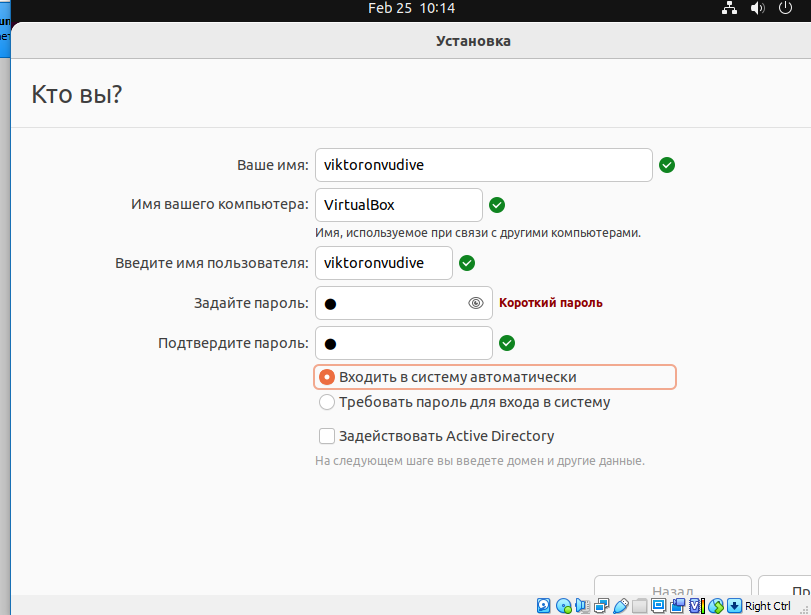 Feb 25 10:14
Установка
Кто вы?
Ваше имя: viktoronvudive
Имя вашего компьютера: VirtualBox
Имя, используемое при связи с другими компьютерами.
Введите имя пользователя: viktoronvudive
Задайте пароль: ● Короткий пароль
Подтвердите пароль: ●
Входить в систему автоматически
Требовать пароль для входа в систему
Задействовать Active Directory
На следующем шаге вы введете домен и другие данные.
Назад
Right Ctrl